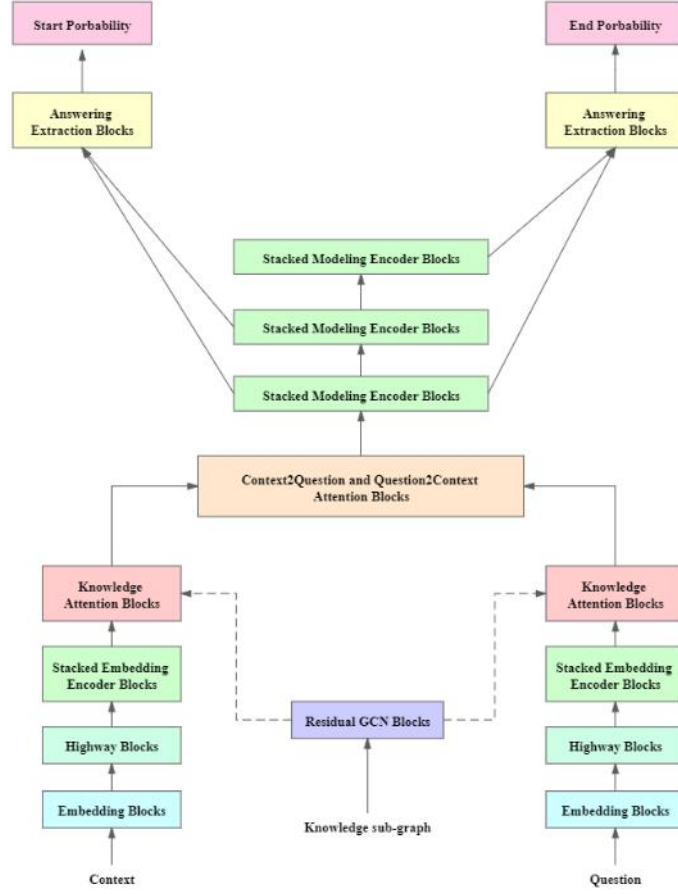 Start Porbability
End Porbability
Answering
Extraction Blocks
Answering
Extraction Blocks
Stacked Modeling Encoder Blocks
Stacked Modeling Encoder Blocks
Stacked Modeling Encoder Blocks
Context2Question and Question2Context
Attention Blocks
Knowledge
Attention Blocks
Knowledge
Attention Blocks
Stacked Embedding
Encoder Blocks
Stacked Embedding
Encoder Blocks
Residual GCN Blocks
Highway Blocks
Highway Blocks
Embedding Blocks
Embedding Blocks
Knowledge sub-graph
Context
Question